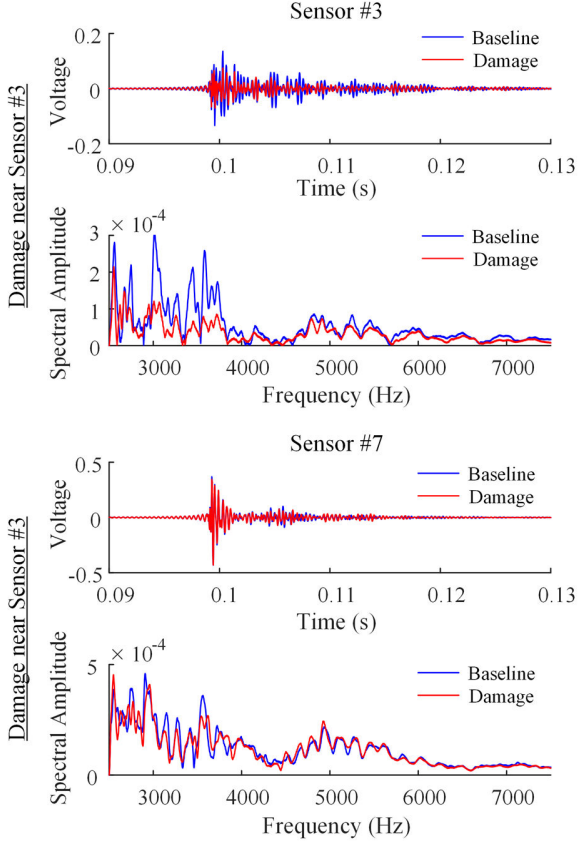 Sensor #3
Damage near Sensor #3
Voltage
0.2
0
-0.2
Baseline
Damage
0.09
0.1
0.11
0.12
0.13
Time (s)
× 10⁻⁴
Spectral Amplitude
3
2
1
0
Baseline
Damage
3000
4000
5000
6000
7000
Frequency (Hz)
Sensor #7
Damage near Sensor #3
Voltage
0.5
0
-0.5
Baseline
Damage
0.09
0.1
0.11
0.12
0.13
Time (s)
× 10⁻⁴
Spectral Amplitude
5
0
Baseline
Damage
3000
4000
5000
6000
7000
Frequency (Hz)